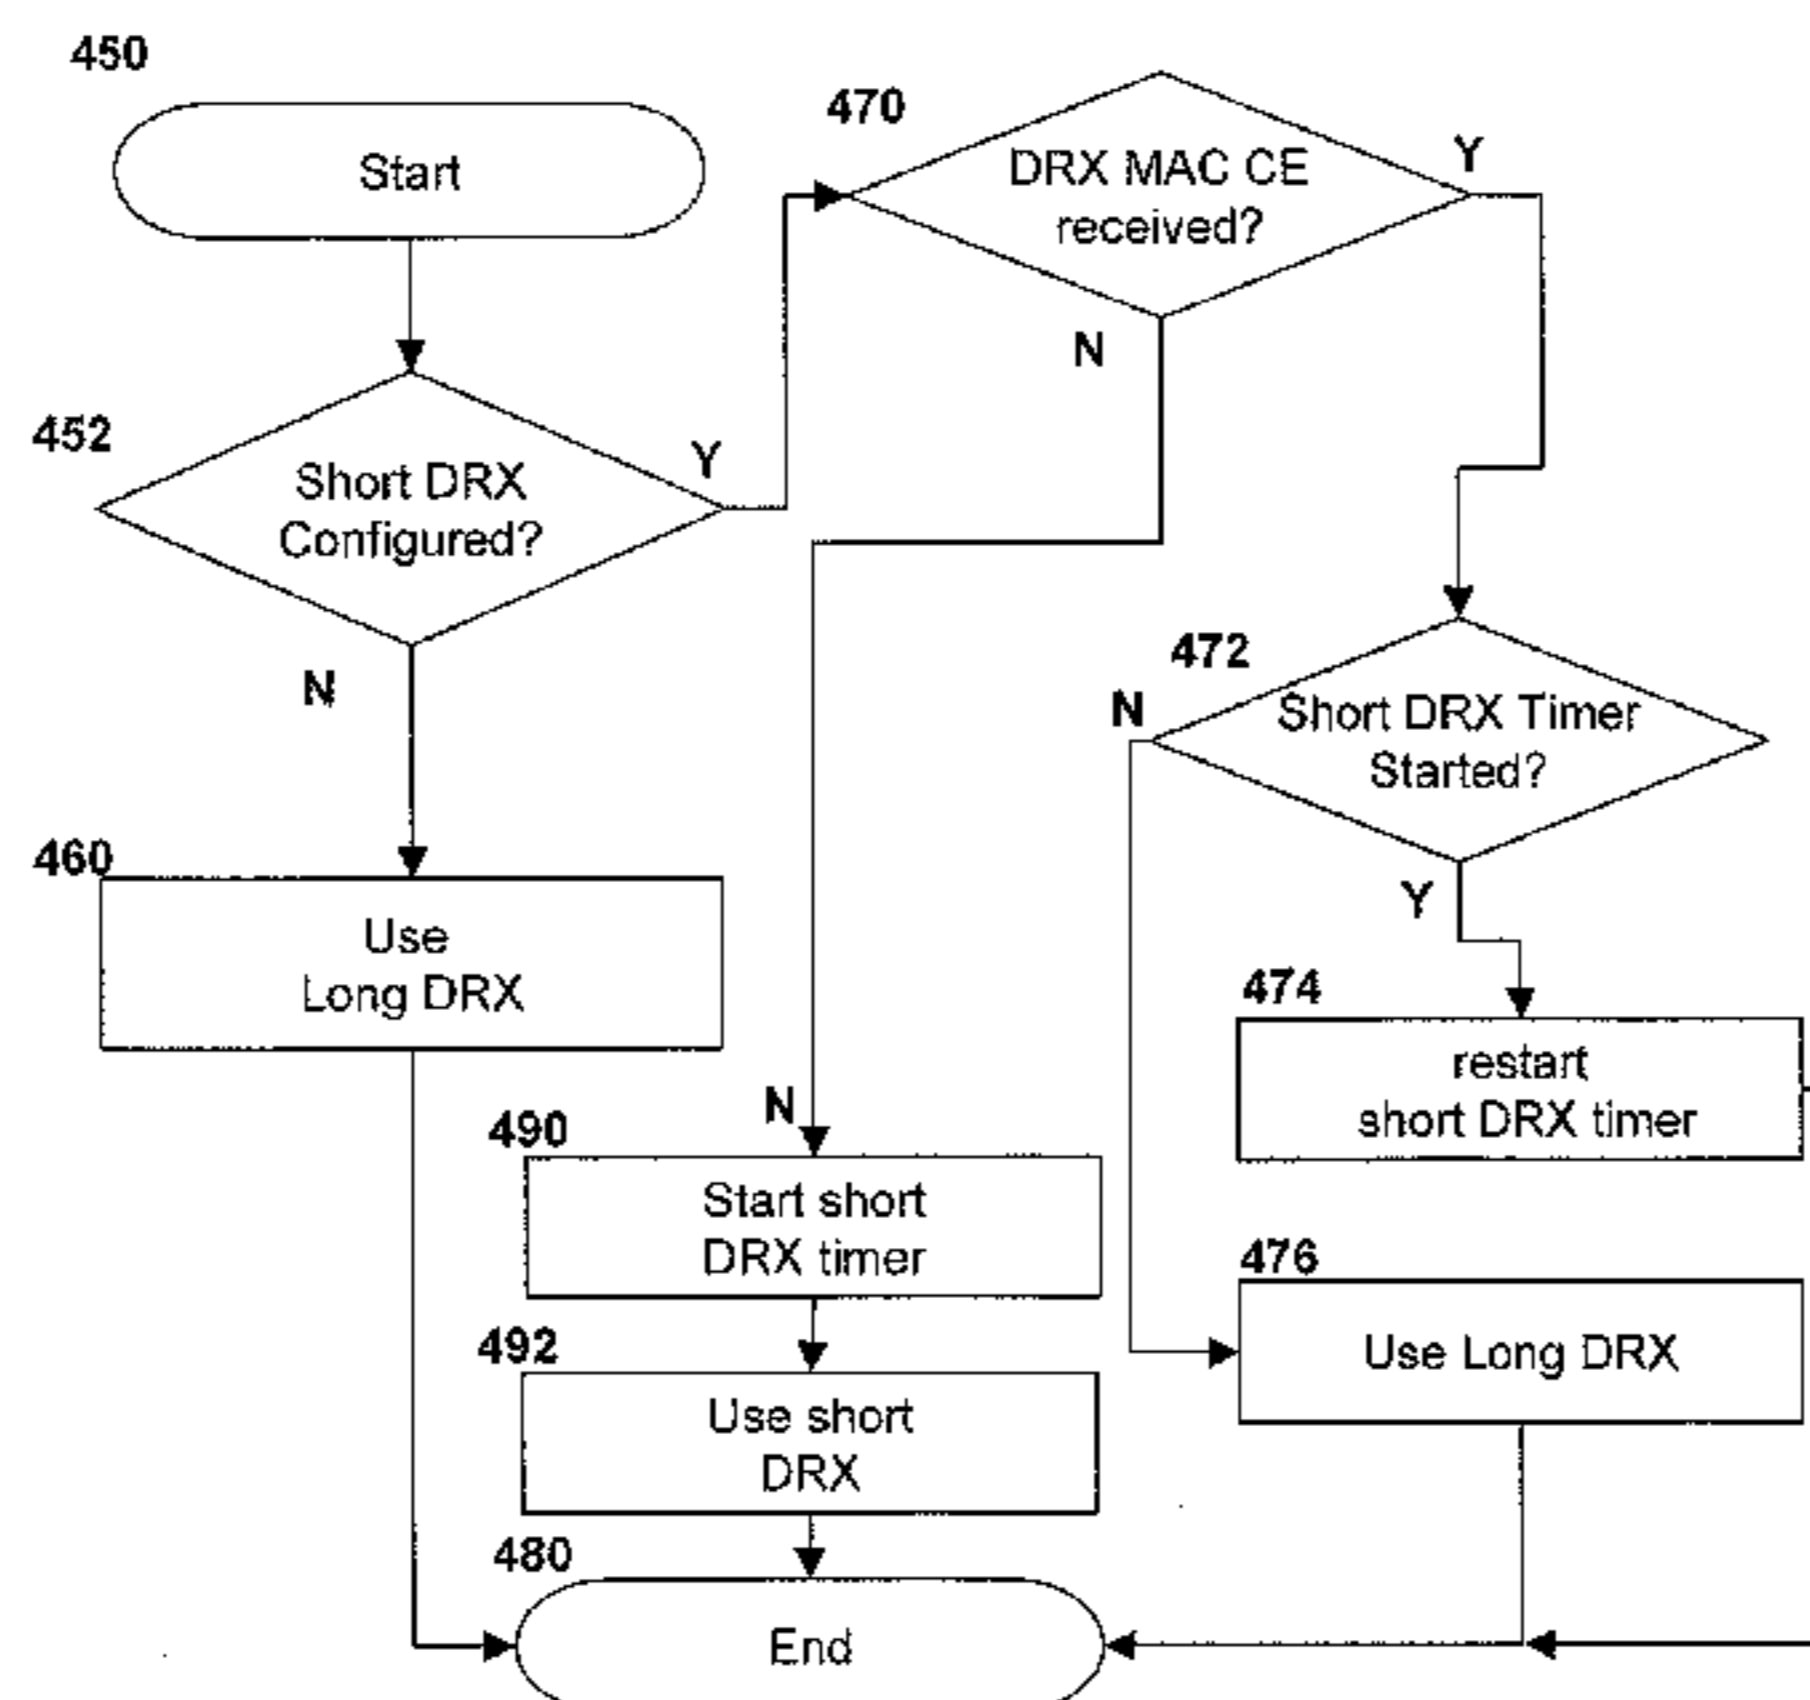 450
Start
452
Short DRX
Configured?
Y
N
460
Use
Long DRX
470
DRX MAC CE
received?
Y
N
472
Short DRX Timer
Started?
N
Y
474
restart
short DRX timer
476
Use Long DRX
N
490
Start short
DRX timer
492
Use short
DRX
480
End